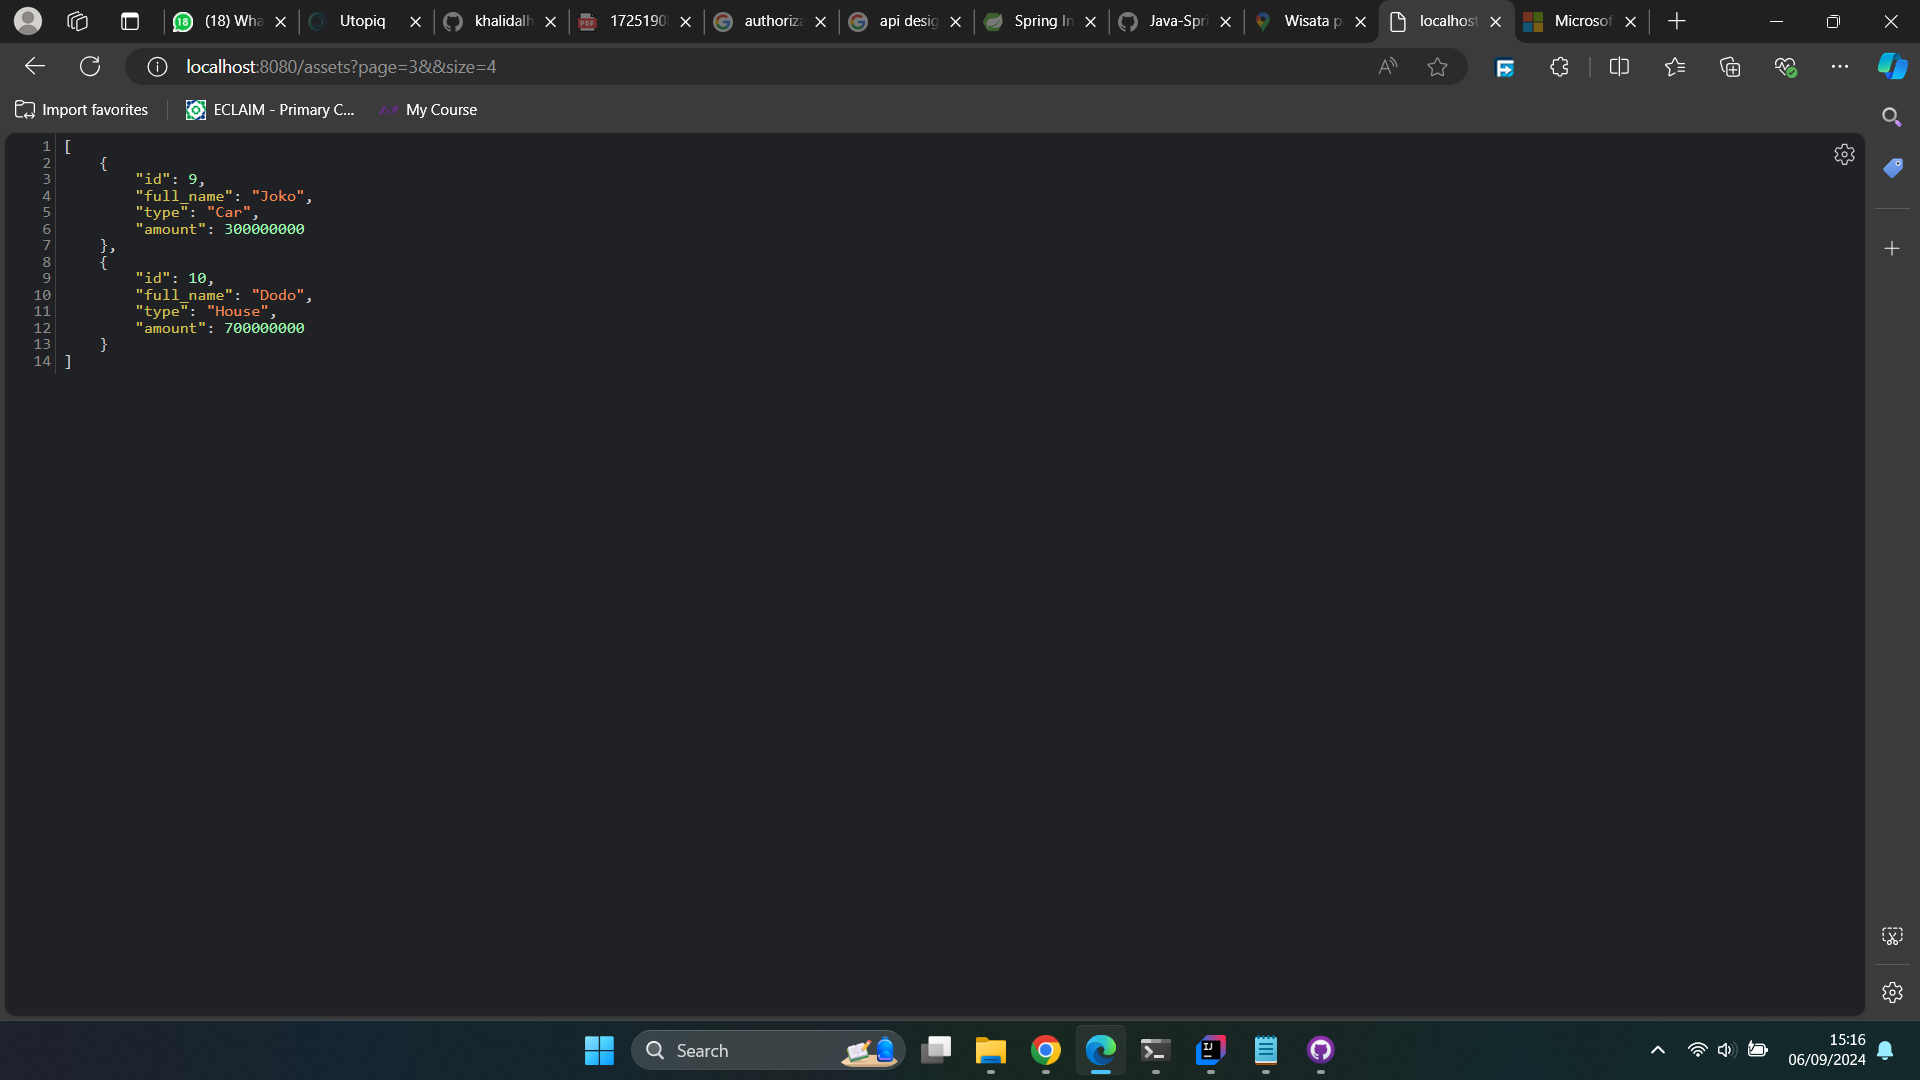 (18) Wha
Utopiq
khalidalh
PDF
1725190
authoriza
api desig
Spring In
Java-Spri
Wisata p
localhost
Microsof
localhost:8080/assets?page=3&&size=4
Import favorites
ECLAIM - Primary C...
My Course
1 [
2 {
3 "id": 9,
4 "full_name": "Joko",
5 "type": "Car",
6 "amount": 300000000
7 },
8 {
9 "id": 10,
10 "full_name": "Dodo",
11 "type": "House",
12 "amount": 700000000
13 }
14 ]
Search
15:16
06/09/2024